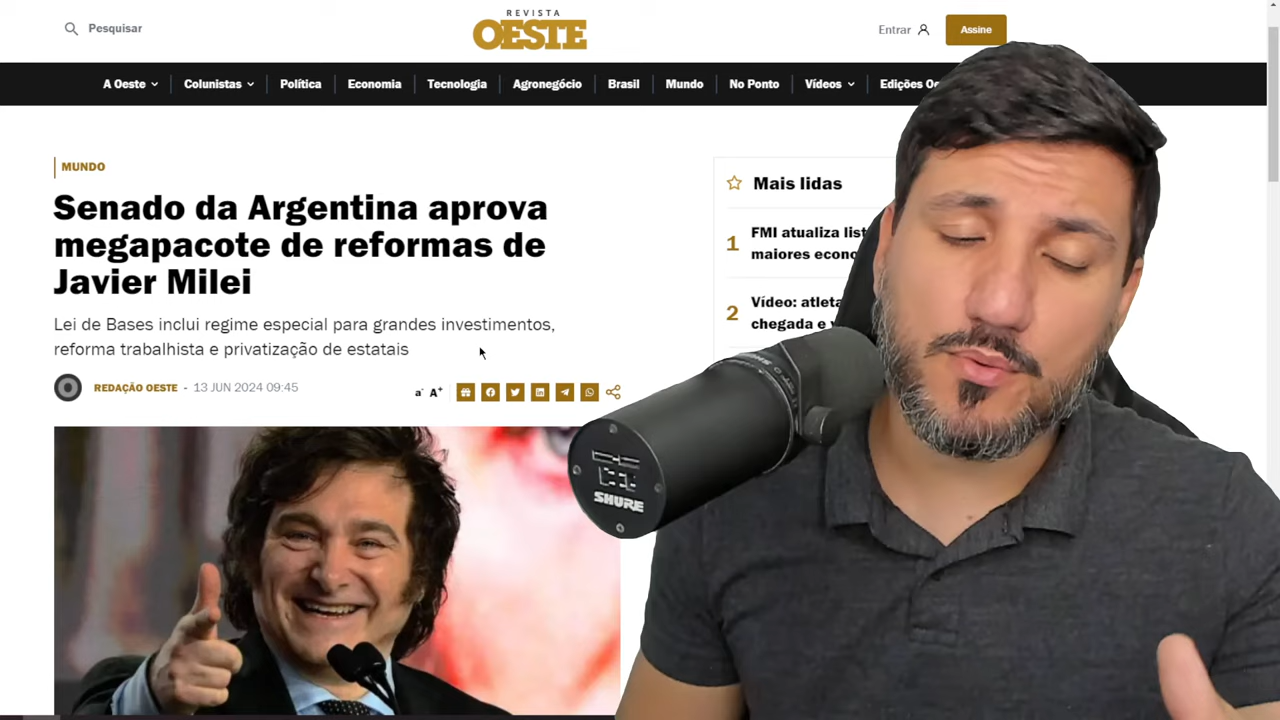 Pesquisar
REVISTA
OESTE
Entrar
Assine
A Oeste
Colunistas
Política
Economia
Tecnologia
Agronegócio
Brasil
Mundo
No Ponto
Vídeos
Edições
MUNDO
Senado da Argentina aprova
megapacote de reformas de
Javier Milei
Lei de Bases inclui regime especial para grandes investimentos,
reforma trabalhista e privatização de estatais
REDAÇÃO OESTE - 13 JUN 2024 09:45
a- A+
Mais lidas
1
FMI atualiza
maiores
2
Vídeo:
chegada e
SHURE